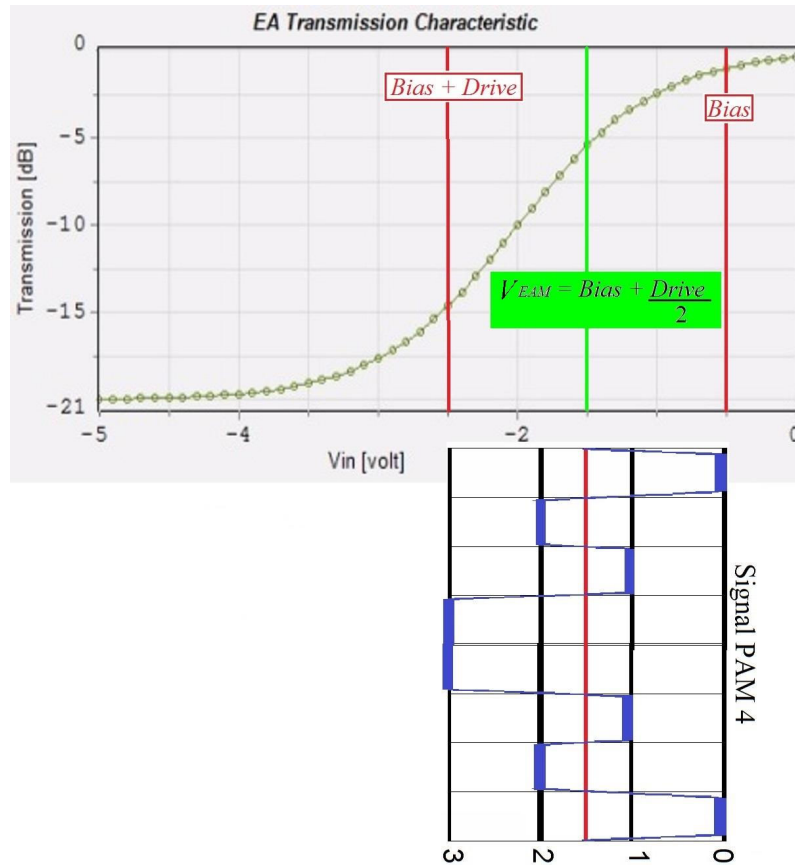 EA Transmission Characteristic
0
Bias + Drive
Bias
-5
Transmission [dB]
-10
V EAM = Bias + Drive
2
-15
-21
-5 -4 -2 0
Vin [volt]
Signal PAM 4
3 2 1 0